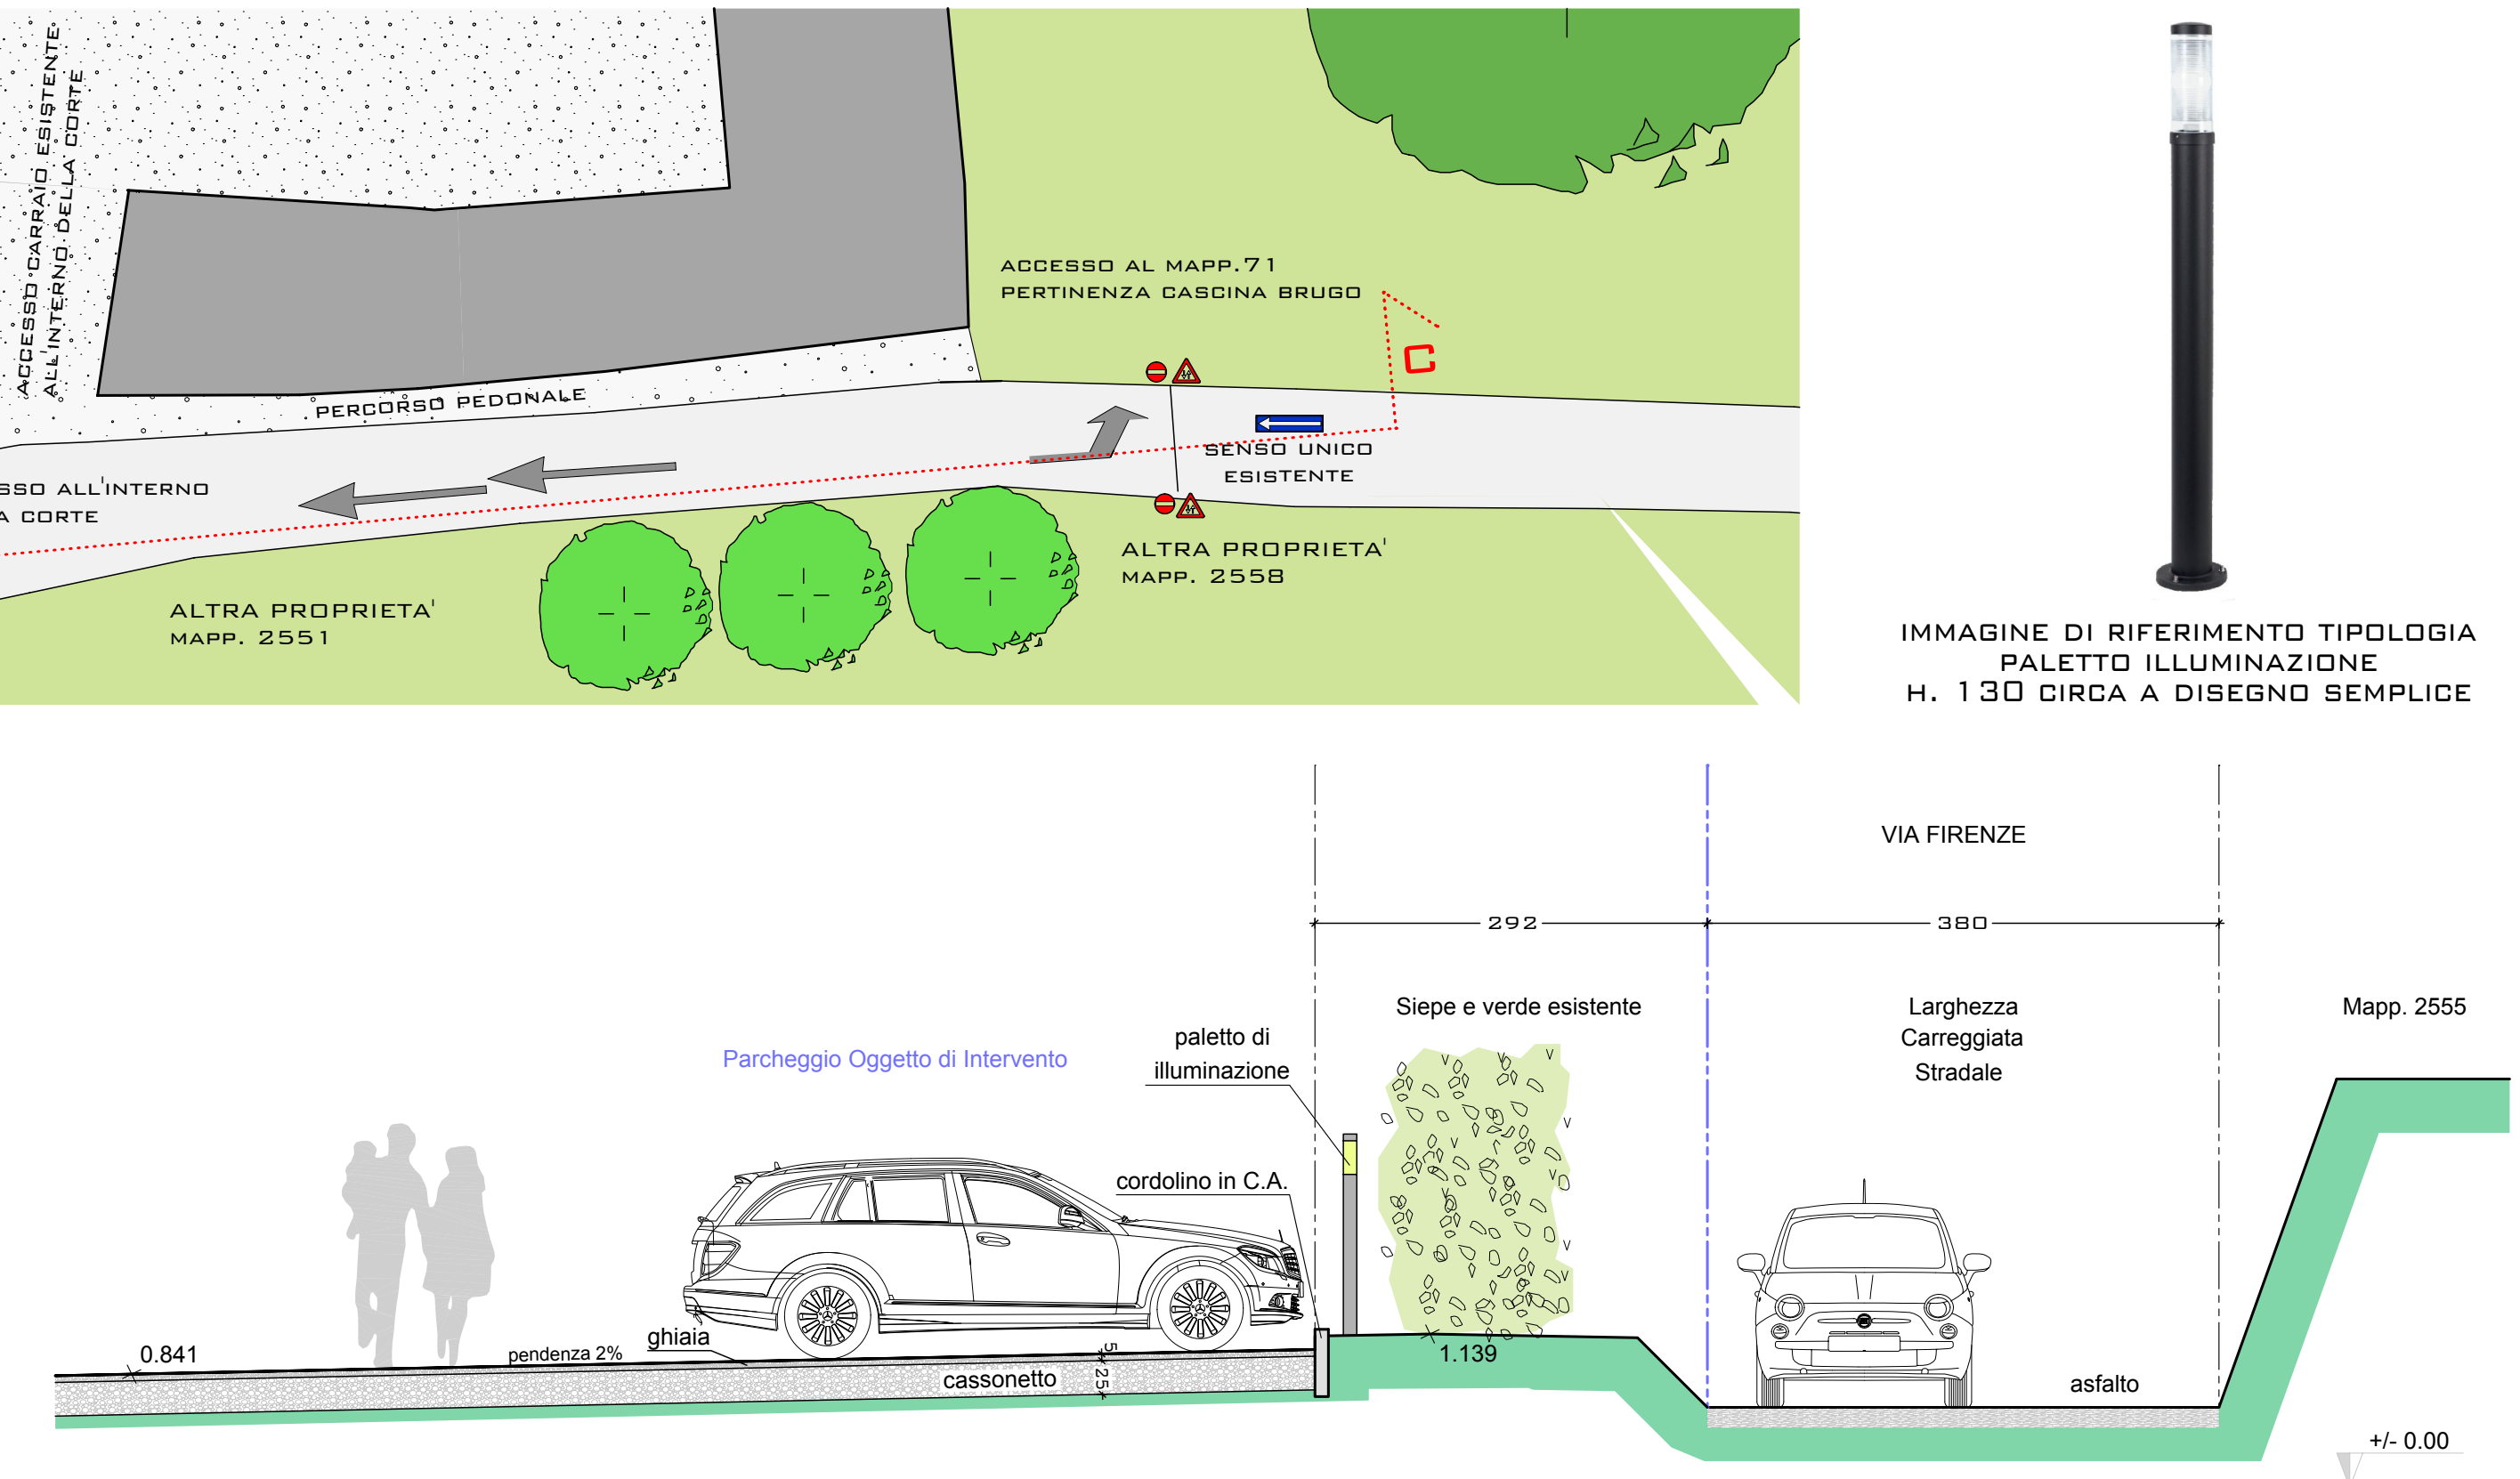 ACCESSO CARRAIO ESISTENTE
ALL'INTERNO DELLA CORTE
ACCESSO AL MAPP.71
PERTINENZA CASCINA BRUGO
C
PERCORSO PEDONALE
SENSO UNICO
ESISTENTE
SSO ALL'INTERNO
A CORTE
ALTRA PROPRIETA'
MAPP. 2558
ALTRA PROPRIETA'
MAPP. 2551
IMMAGINE DI RIFERIMENTO TIPOLOGIA
PALETTO ILLUMINAZIONE
H. 130 CIRCA A DISEGNO SEMPLICE
VIA FIRENZE
292
380
Siepe e verde esistente
Larghezza
Carreggiata
Stradale
Mapp. 2555
paletto di
illuminazione
Parcheggio Oggetto di Intervento
cordolino in C.A.
ghiaia
pendenza 2%
0.841
5
25
cassonetto
1.139
asfalto
+/- 0.00